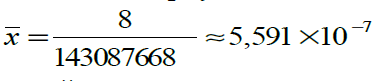 x̅ = 8/143087668 ≈ 5,591 ×10⁻⁷